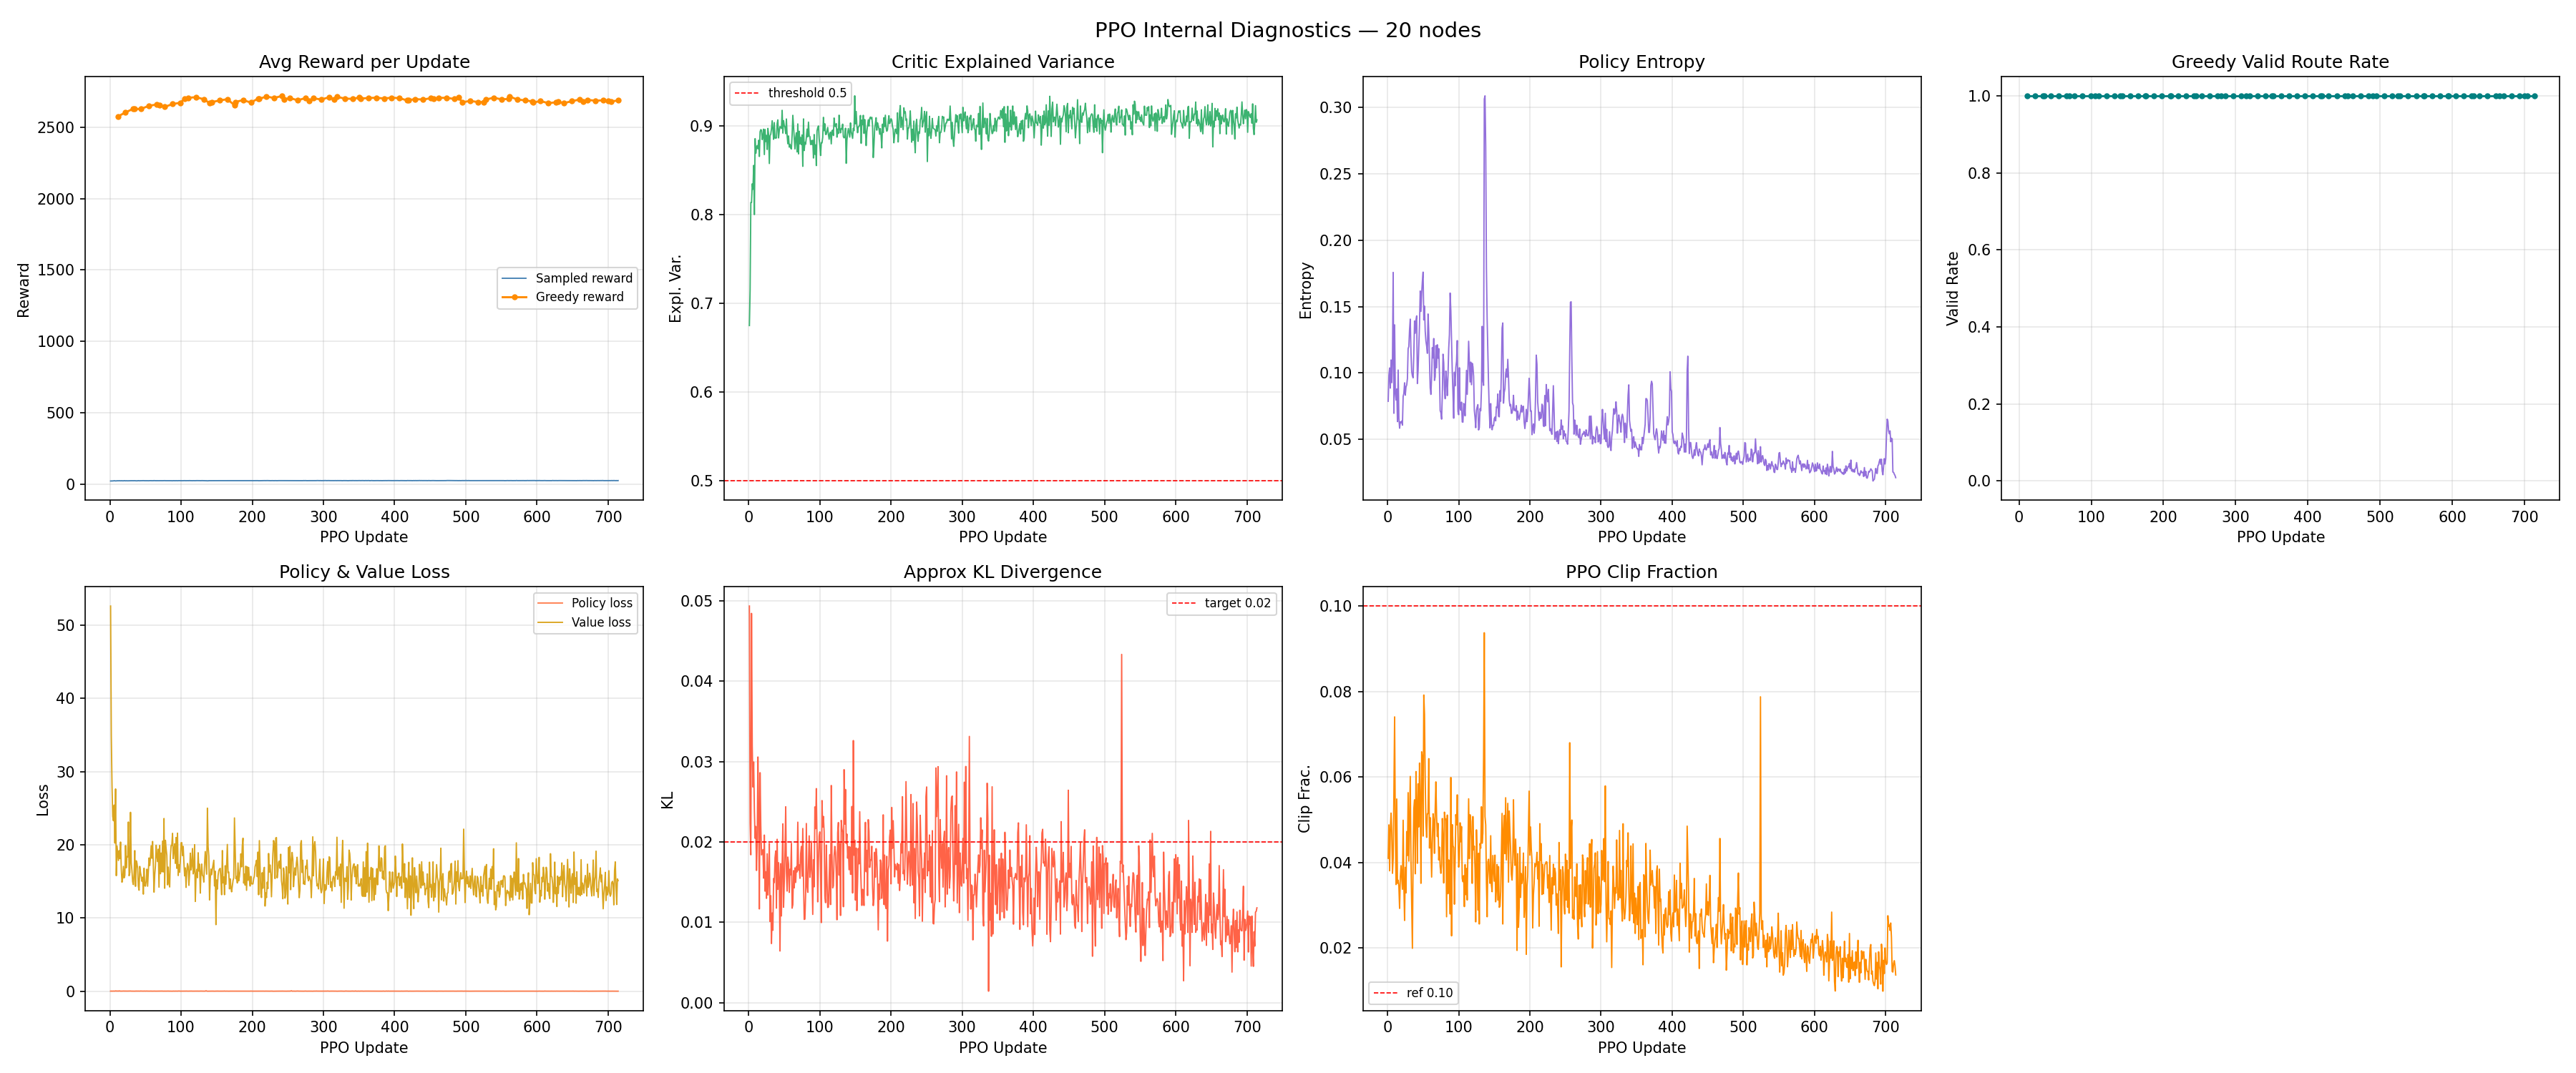 PPO Internal Diagnostics — 20 nodes
Avg Reward per Update
Reward
2500
2000
1500
1000
500
0
Sampled reward
Greedy reward
0 100 200 300 400 500 600 700
PPO Update
Critic Explained Variance
Expl. Var.
threshold 0.5
0.9
0.8
0.7
0.6
0.5
0 100 200 300 400 500 600 700
PPO Update
Policy Entropy
Entropy
0.30
0.25
0.20
0.15
0.10
0.05
0 100 200 300 400 500 600 700
PPO Update
Greedy Valid Route Rate
Valid Rate
1.0
0.8
0.6
0.4
0.2
0.0
0 100 200 300 400 500 600 700
PPO Update
Policy & Value Loss
Loss
50
40
30
20
10
0
Policy loss
Value loss
0 100 200 300 400 500 600 700
PPO Update
Approx KL Divergence
KL
0.05
0.04
0.03
0.02
0.01
0.00
target 0.02
0 100 200 300 400 500 600 700
PPO Update
PPO Clip Fraction
Clip Frac.
0.10
0.08
0.06
0.04
0.02
ref 0.10
0 100 200 300 400 500 600 700
PPO Update